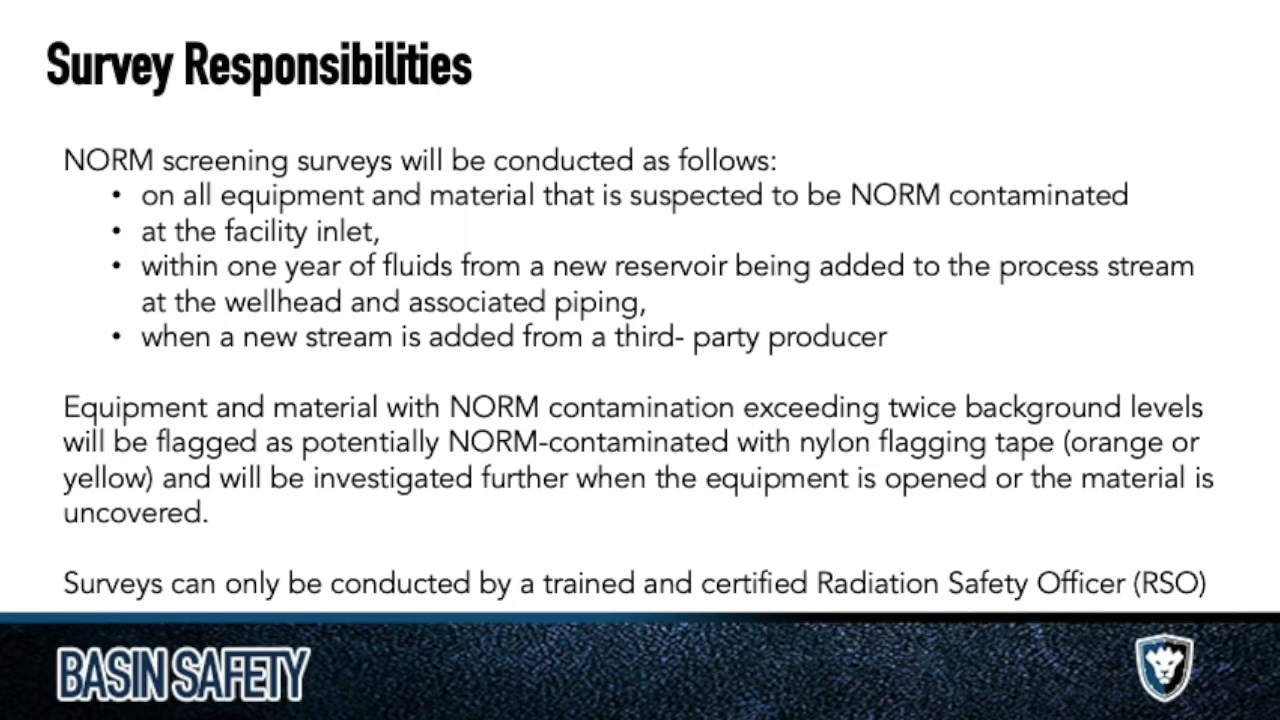 Survey Responsibilities
NORM screening surveys will be conducted as follows:
• on all equipment and material that is suspected to be NORM contaminated
• at the facility inlet,
• within one year of fluids from a new reservoir being added to the process stream
at the wellhead and associated piping,
• when a new stream is added from a third- party producer
Equipment and material with NORM contamination exceeding twice background levels
will be flagged as potentially NORM-contaminated with nylon flagging tape (orange or
yellow) and will be investigated further when the equipment is opened or the material is
uncovered.
Surveys can only be conducted by a trained and certified Radiation Safety Officer (RSO)
BASIN SAFETY